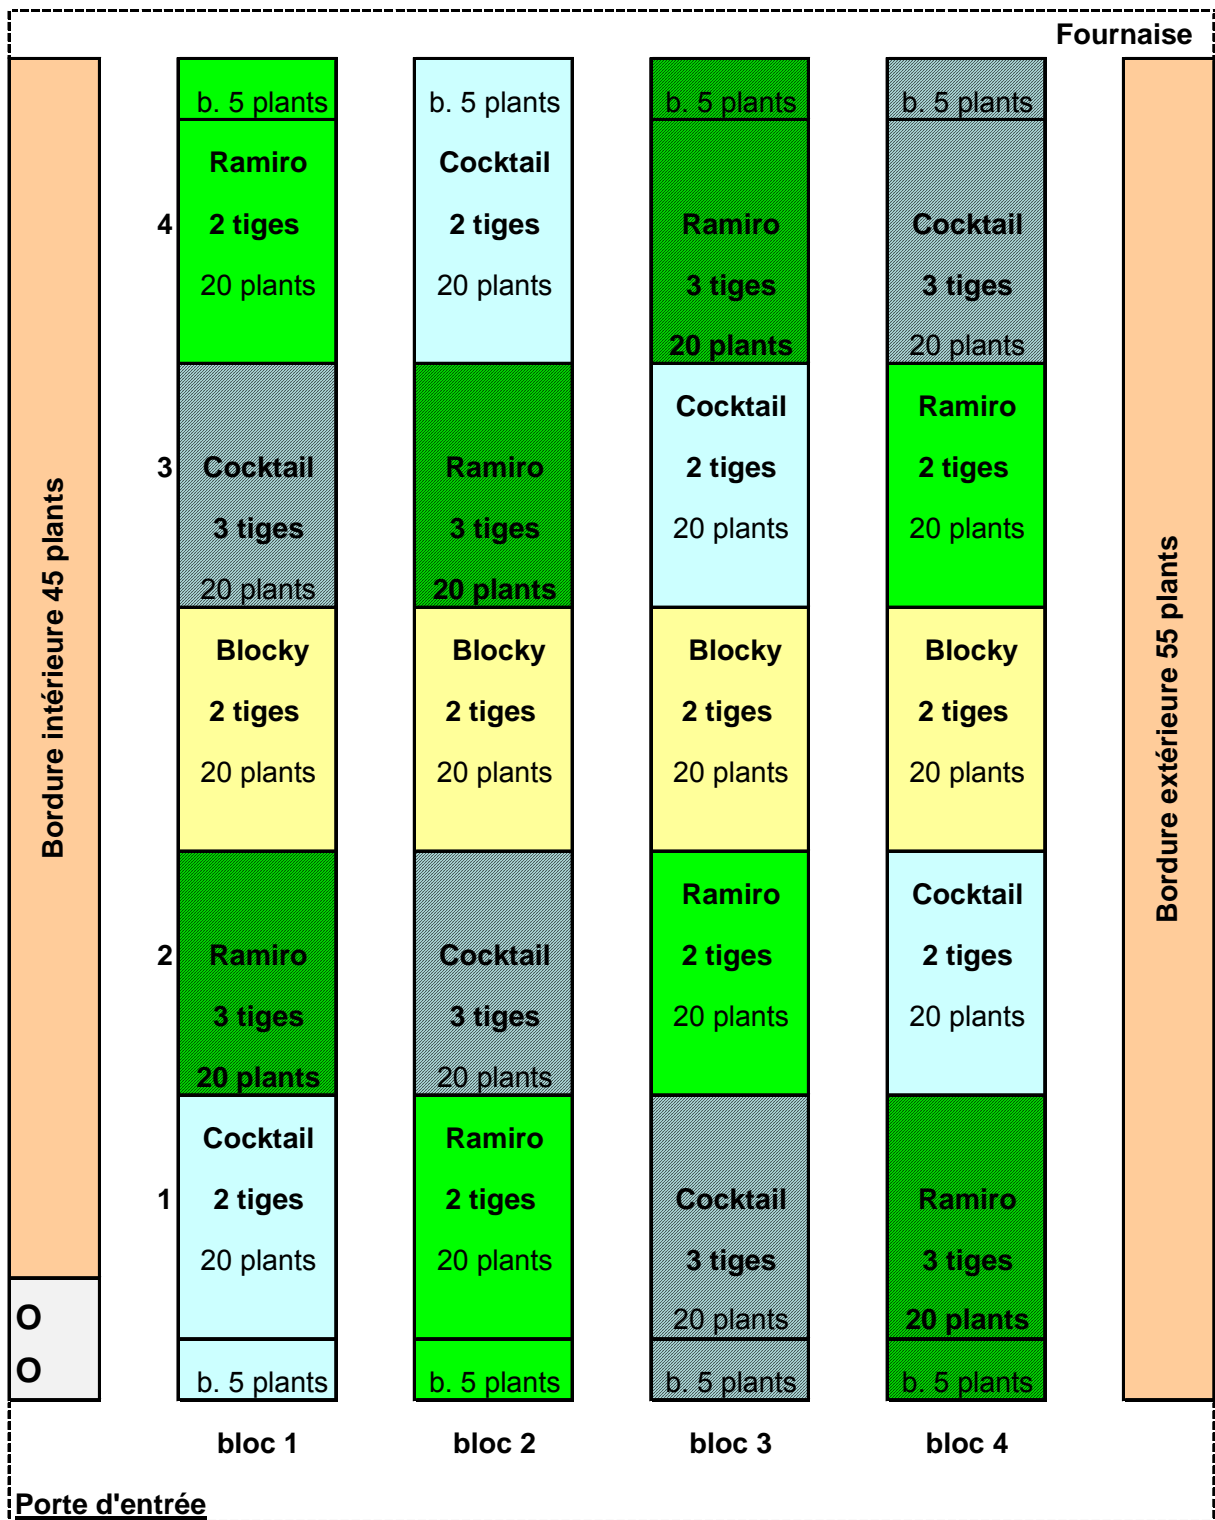 Fournaise
b. 5 plants b. 5 plants b. 5 plants b. 5 plants
Ramiro Cocktail
4 2 tiges 2 tiges Ramiro Cocktail
20 plants 20 plants 3 tiges 3 tiges
20 plants 20 plants
Cocktail Ramiro
3 Cocktail Ramiro 2 tiges 2 tiges
3 tiges 3 tiges 20 plants 20 plants
20 plants 20 plants
Bordure intérieure 45 plants
Bordure extérieure 55 plants
Blocky Blocky Blocky Blocky
2 tiges 2 tiges 2 tiges 2 tiges
20 plants 20 plants 20 plants 20 plants
Ramiro Cocktail
2 Ramiro Cocktail 2 tiges 2 tiges
3 tiges 3 tiges 20 plants 20 plants
20 plants 20 plants
Cocktail Ramiro
1 2 tiges 2 tiges Cocktail Ramiro
20 plants 20 plants 3 tiges 3 tiges
O 20 plants 20 plants
O b. 5 plants b. 5 plants b. 5 plants b. 5 plants
bloc 1 bloc 2 bloc 3 bloc 4
Porte d'entrée